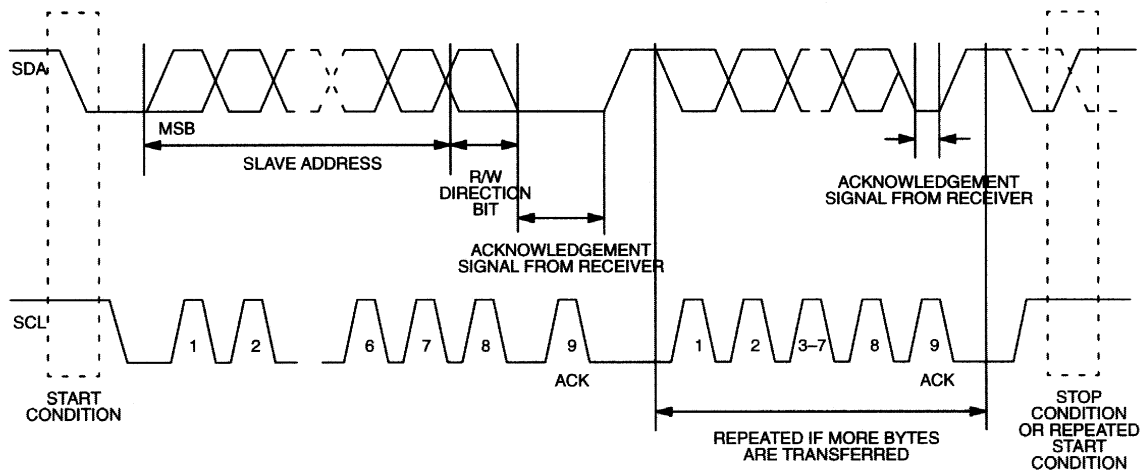 SDA
MSB
SLAVE ADDRESS
R/W
DIRECTION
BIT
ACKNOWLEDGEMENT
SIGNAL FROM RECEIVER
ACKNOWLEDGEMENT
SIGNAL FROM RECEIVER
SCL
1 2 6 7 8 9 1 2 3–7 8 9
ACK ACK
START
CONDITION
REPEATED IF MORE BYTES
ARE TRANSFERRED
STOP
CONDITION
OR REPEATED
START
CONDITION